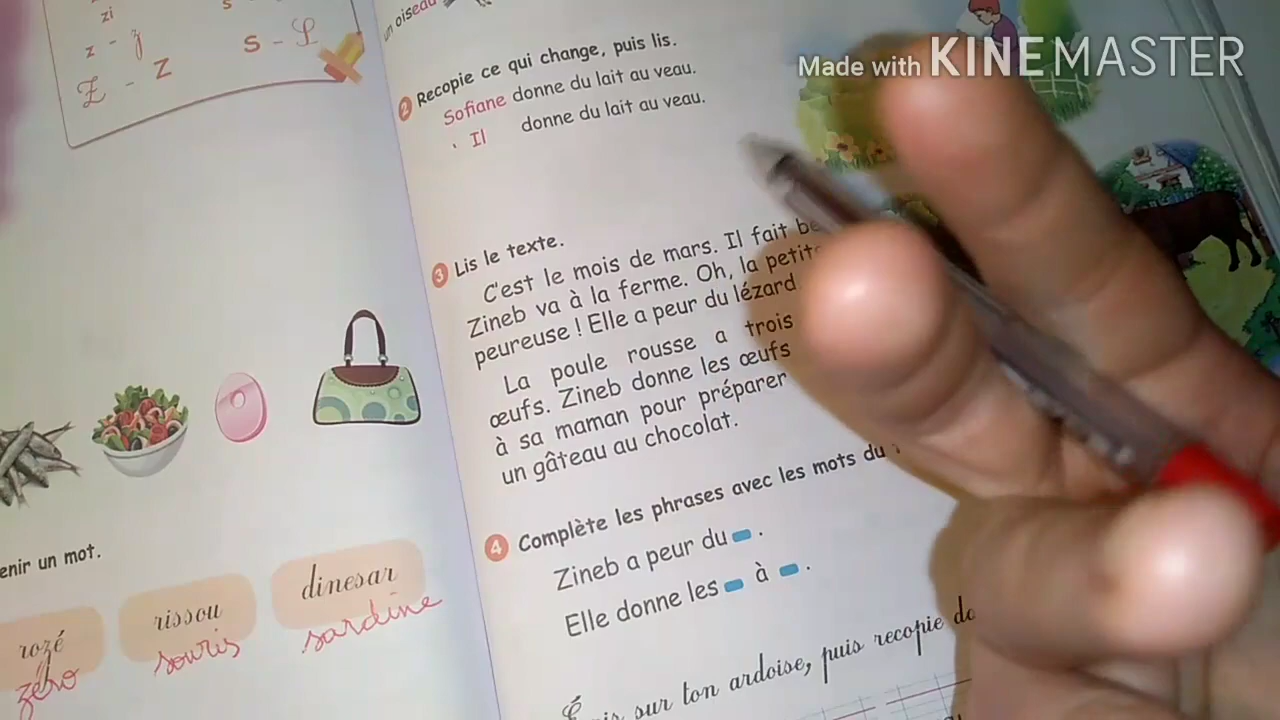 zi
z - z
Z - Z
s
s - S
un oiseau
2 Recopie ce qui change, puis lis.
Sofiane donne du lait au veau.
Il donne du lait au veau.
3 Lis le texte.
C'est le mois de mars. Il fait
Zineb va à la ferme. Oh, la petite
peureuse ! Elle a peur du lézard
La poule rousse a trois
œufs. Zineb donne les œufs
à sa maman pour préparer
un gâteau au chocolat.
4 Complète les phrases avec les mots du
Zineb a peur du .
Elle donne les à .
sur ton ardoise, puis recopie
enir un mot.
rozé
zéro
rissou
souris
dinesar
sardine
Made with KINEMASTER